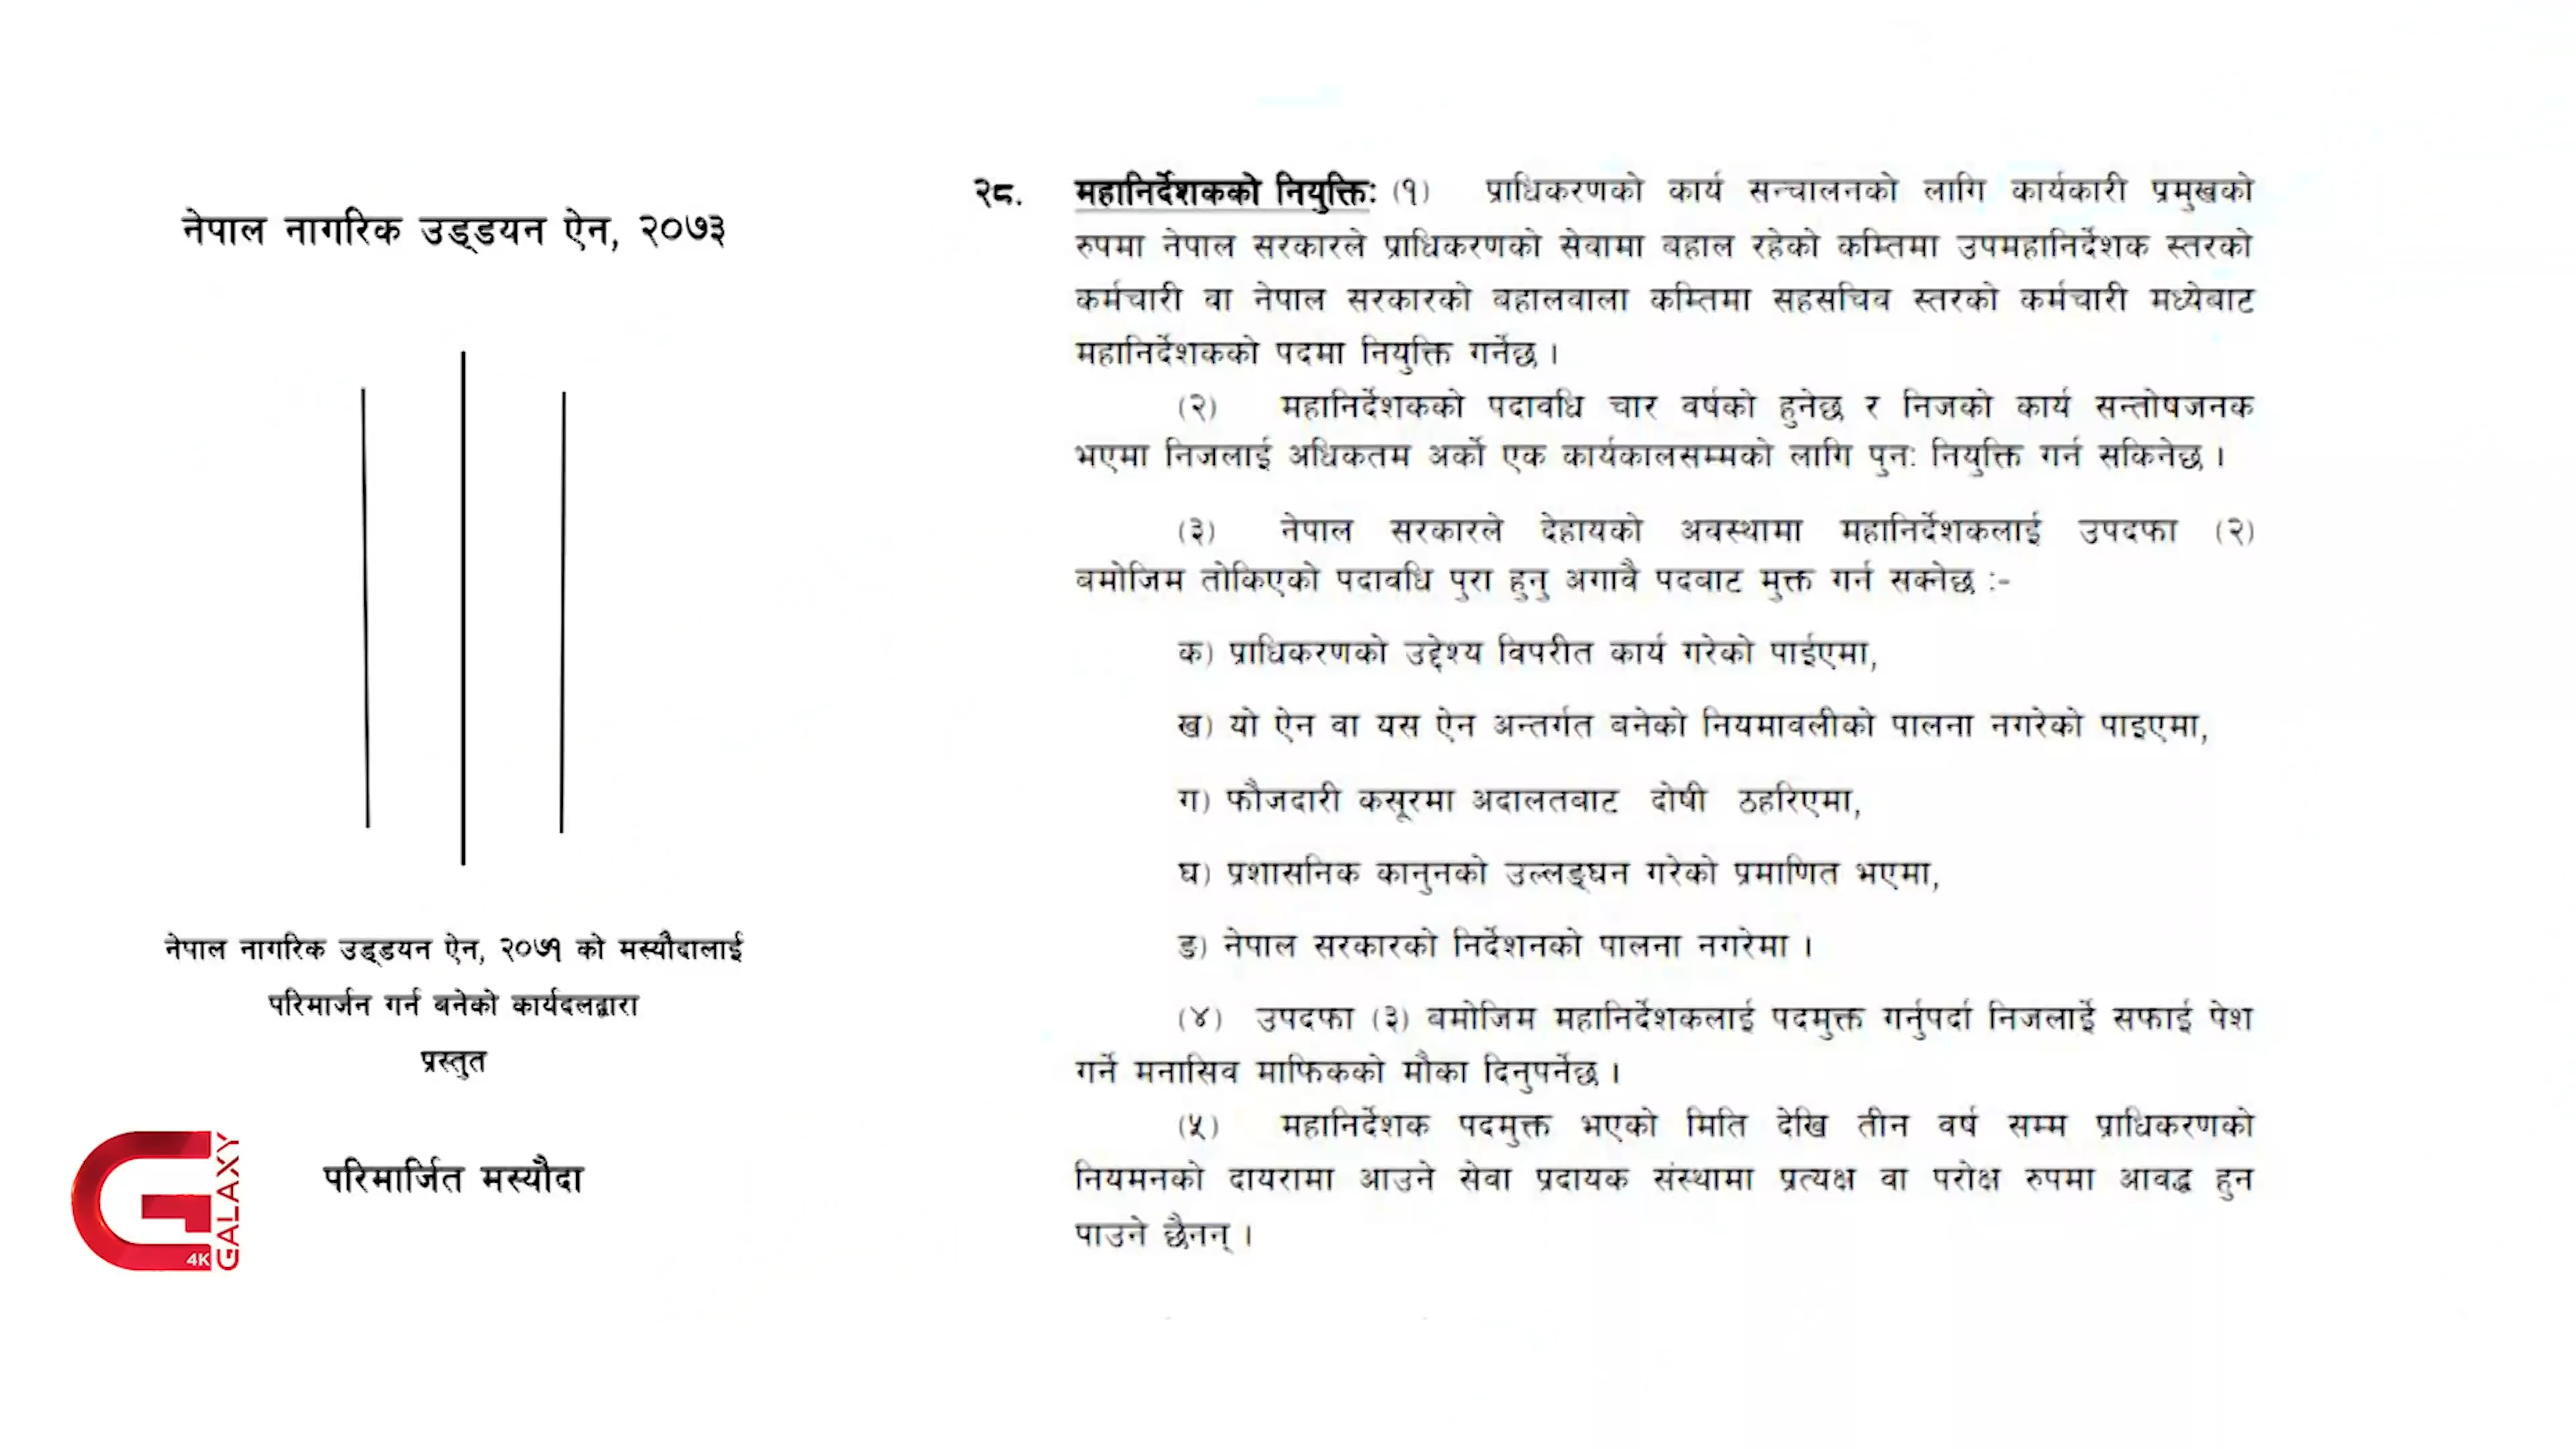 नेपाल नागरिक उड्डयन ऐन, २०७३
नेपाल नागरिक उड्डयन ऐन, २०७१ को मस्यौदालाई
परिमार्जन गर्न बनेको कार्यदलद्वारा
प्रस्तुत
परिमार्जित मस्यौदा
GALAXY
4K
२८. महानिर्देशकको नियुक्तिः (१) प्राधिकरणको कार्य सन्चालनको लागि कार्यकारी प्रमुखको
रुपमा नेपाल सरकारले प्राधिकरणको सेवामा बहाल रहेको कम्तिमा उपमहानिर्देशक स्तरको
कर्मचारी वा नेपाल सरकारको बहालवाला कम्तिमा सहसचिव स्तरको कर्मचारी मध्येबाट
महानिर्देशकको पदमा नियुक्ति गर्नेछ ।
(२) महानिर्देशकको पदावधि चार वर्षको हुनेछ र निजको कार्य सन्तोषजनक
भएमा निजलाई अधिकतम अर्को एक कार्यकालसम्मको लागि पुनः नियुक्ति गर्न सकिनेछ ।
(३) नेपाल सरकारले देहायको अवस्थामा महानिर्देशकलाई उपदफा (२)
बमोजिम तोकिएको पदावधि पुरा हुनु अगावै पदबाट मुक्त गर्न सक्नेछ :-
क) प्राधिकरणको उद्देश्य विपरीत कार्य गरेको पाईएमा,
ख) यो ऐन वा यस ऐन अन्तर्गत बनेको नियमावलीको पालना नगरेको पाइएमा,
ग) फौजदारी कसूरमा अदालतबाट दोषी ठहरिएमा,
घ) प्रशासनिक कानुनको उल्लङ्घन गरेको प्रमाणित भएमा,
ङ) नेपाल सरकारको निर्देशनको पालना नगरेमा ।
(४) उपदफा (३) बमोजिम महानिर्देशकलाई पदमुक्त गर्नुपर्दा निजलाई सफाई पेश
गर्ने मनासिव माफिकको मौका दिनुपर्नेछ ।
(५) महानिर्देशक पदमुक्त भएको मिति देखि तीन वर्ष सम्म प्राधिकरणको
नियमनको दायरामा आउने सेवा प्रदायक संस्थामा प्रत्यक्ष वा परोक्ष रुपमा आवद्ध हुन
पाउने छैनन् ।